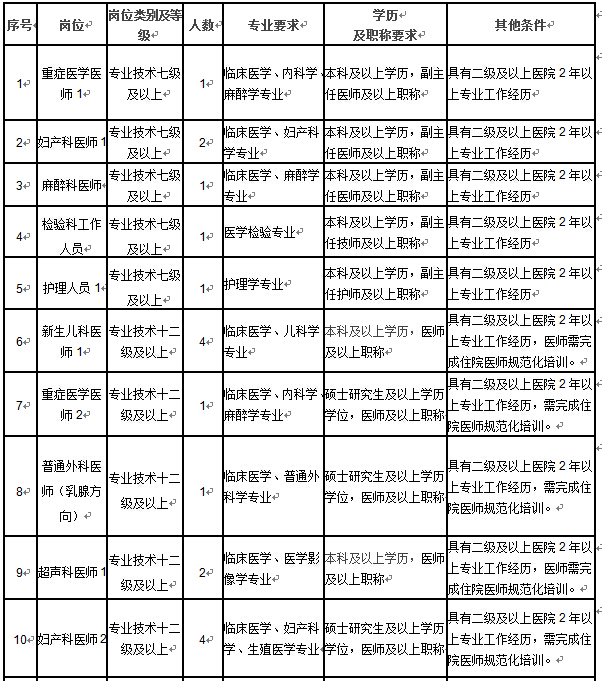 序号 岗位 岗位类别及等级 人数 专业要求 学历及职称要求 其他条件
1 重症医学医师1 专业技术七级及以上 1 临床医学、内科学、麻醉学专业 本科及以上学历，副主任医师及以上职称 具有二级及以上医院2年以上专业工作经历
2 妇产科医师1 专业技术七级及以上 2 临床医学、妇产科学专业 本科及以上学历，副主任医师及以上职称 具有二级及以上医院2年以上专业工作经历
3 麻醉科医师 专业技术七级及以上 1 临床医学、麻醉学专业 本科及以上学历，副主任医师及以上职称 具有二级及以上医院2年以上专业工作经历
4 检验科工作人员 专业技术七级及以上 1 医学检验专业 本科及以上学历，副主任技师及以上职称 具有二级及以上医院2年以上专业工作经历
5 护理人员1 专业技术七级及以上 1 护理学专业 本科及以上学历，副主任护师及以上职称 具有二级及以上医院2年以上专业工作经历
6 新生儿科医师1 专业技术十二级及以上 4 临床医学、儿科学专业 本科及以上学历，医师及以上职称 具有二级及以上医院2年以上专业工作经历，医师需完成住院医师规范化培训。
7 重症医学医师2 专业技术十二级及以上 1 临床医学、内科学、麻醉学专业 硕士研究生及以上学历学位，医师及以上职称 具有二级及以上医院2年以上专业工作经历，需完成住院医师规范化培训。
8 普通外科医师（乳腺方向） 专业技术十二级及以上 1 临床医学、普通外科学专业 硕士研究生及以上学历学位，医师及以上职称 具有二级及以上医院2年以上专业工作经历，需完成住院医师规范化培训。
9 超声科医师1 专业技术十二级及以上 2 临床医学、医学影像学专业 本科及以上学历，医师及以上职称 具有二级及以上医院2年以上专业工作经历，医师需完成住院医师规范化培训。
10 妇产科医师2 专业技术十二级及以上 4 临床医学、妇产科学、生殖医学专业 硕士研究生及以上学历学位，医师及以上职称 具有二级及以上医院2年以上专业工作经历，需完成住院医师规范化培训。